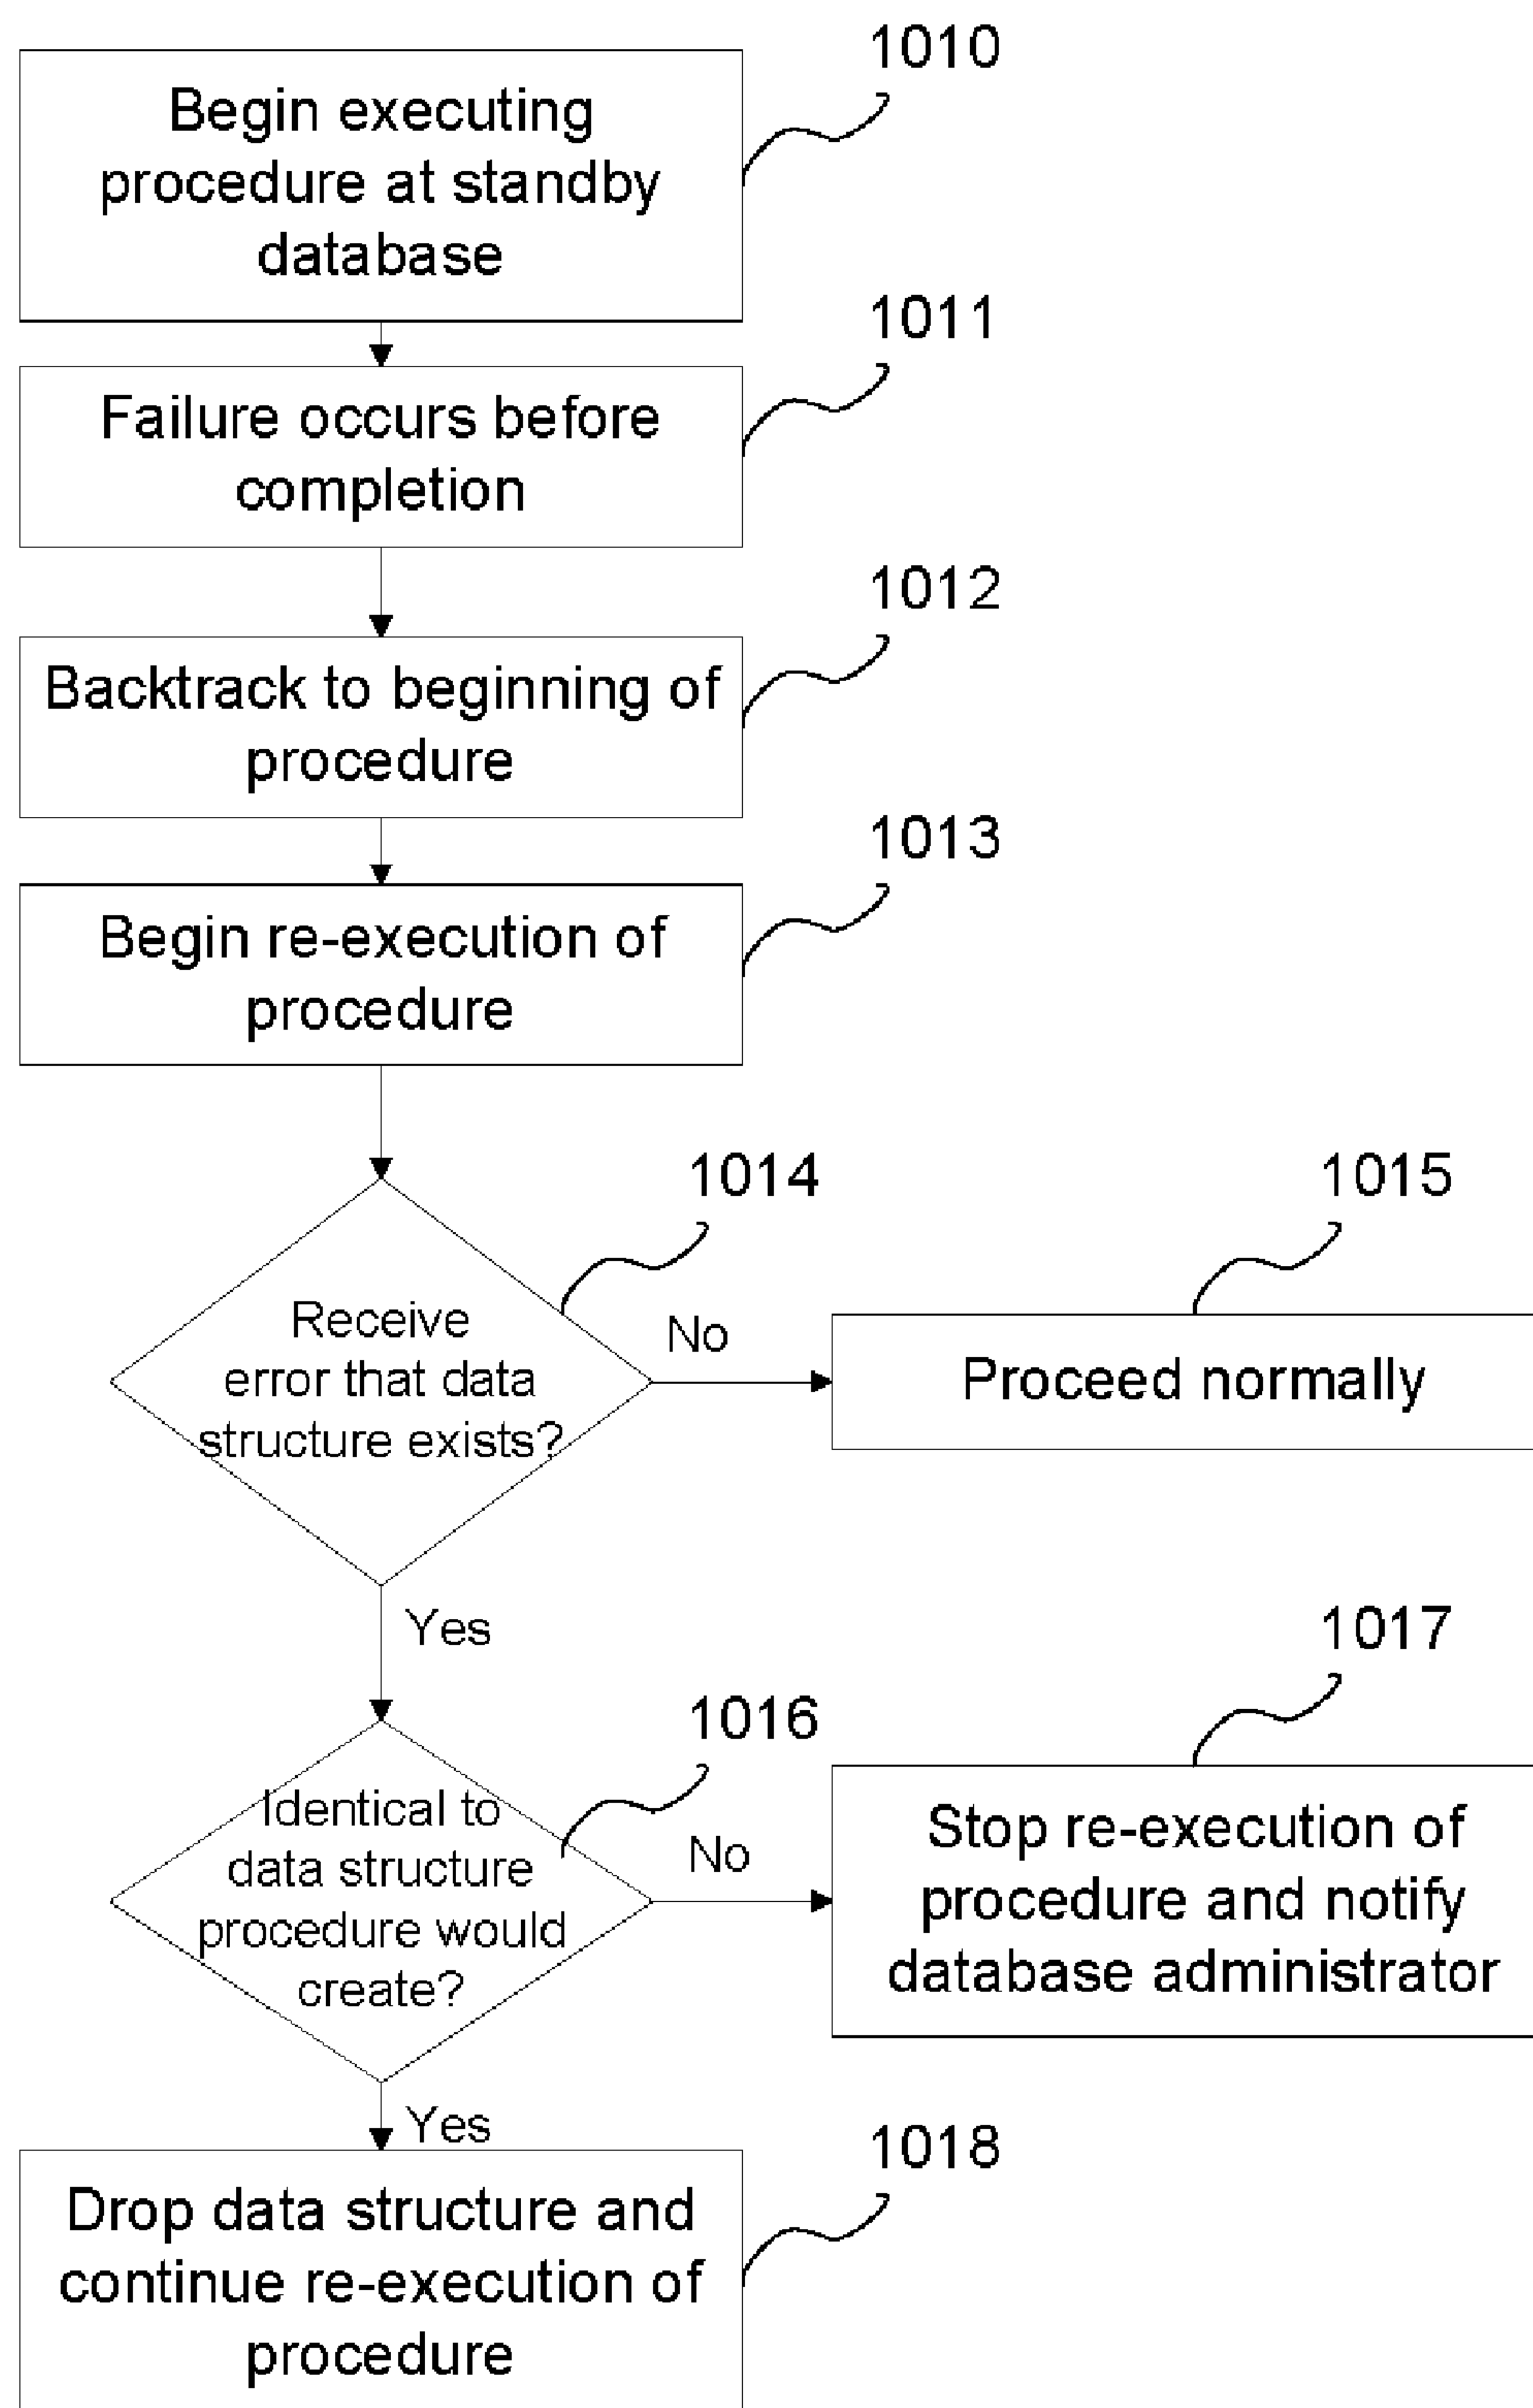 1010
Begin executing
procedure at standby
database
1011
Failure occurs before
completion
1012
Backtrack to beginning of
procedure
1013
Begin re-execution of
procedure
1014
Receive
error that data
structure exists?
No
1015
Proceed normally
Yes
1016
Identical to
data structure
procedure would
create?
No
1017
Stop re-execution of
procedure and notify
database administrator
Yes
1018
Drop data structure and
continue re-execution of
procedure